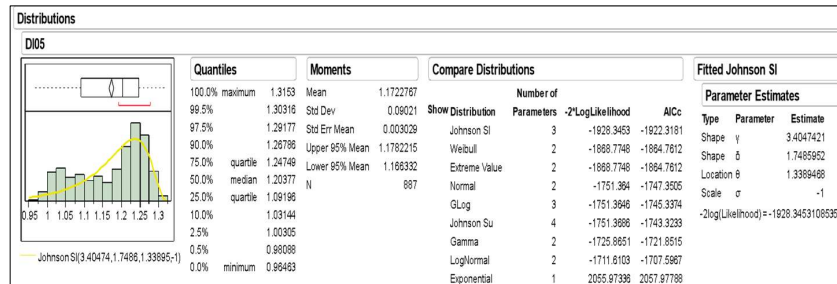 Distributions
DI05
0.95 1 1.05 1.1 1.15 1.2 1.25 1.3
Johnson Sl(3.40474,1.7486,1.33895,-1)
Quantiles
100.0% maximum 1.3153
99.5% 1.30316
97.5% 1.29177
90.0% 1.26786
75.0% quartile 1.24749
50.0% median 1.20377
25.0% quartile 1.09196
10.0% 1.03144
2.5% 1.00305
0.5% 0.98088
0.0% minimum 0.96463
Moments
Mean 1.1722767
Std Dev 0.09021
Std Err Mean 0.003029
Upper 95% Mean 1.1782215
Lower 95% Mean 1.166332
N 887
Compare Distributions
Number of
Show Distribution Parameters -2*LogLikelihood AICc
Johnson Sl 3 -1928.3453 -1922.3181
Weibull 2 -1868.7748 -1864.7612
Extreme Value 2 -1868.7748 -1864.7612
Normal 2 -1751.364 -1747.3505
GLog 3 -1751.3646 -1745.3374
Johnson Su 4 -1751.3686 -1743.3233
Gamma 2 -1725.8651 -1721.8515
LogNormal 2 -1711.6103 -1707.5967
Exponential 1 2055.97336 2057.97788
Fitted Johnson Sl
Parameter Estimates
Type Parameter Estimate
Shape γ 3.4047421
Shape δ 1.7485952
Location θ 1.3389468
Scale σ -1
-2log(Likelihood) = -1928.3453108535